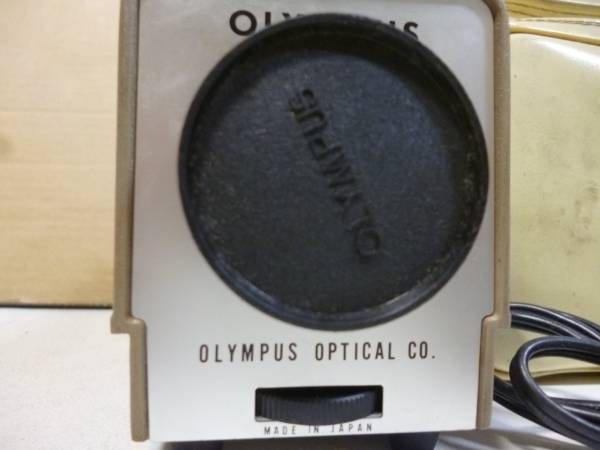 OLYMPUS
OLYMPUS
OLYMPUS OPTICAL CO.
MADE IN JAPAN